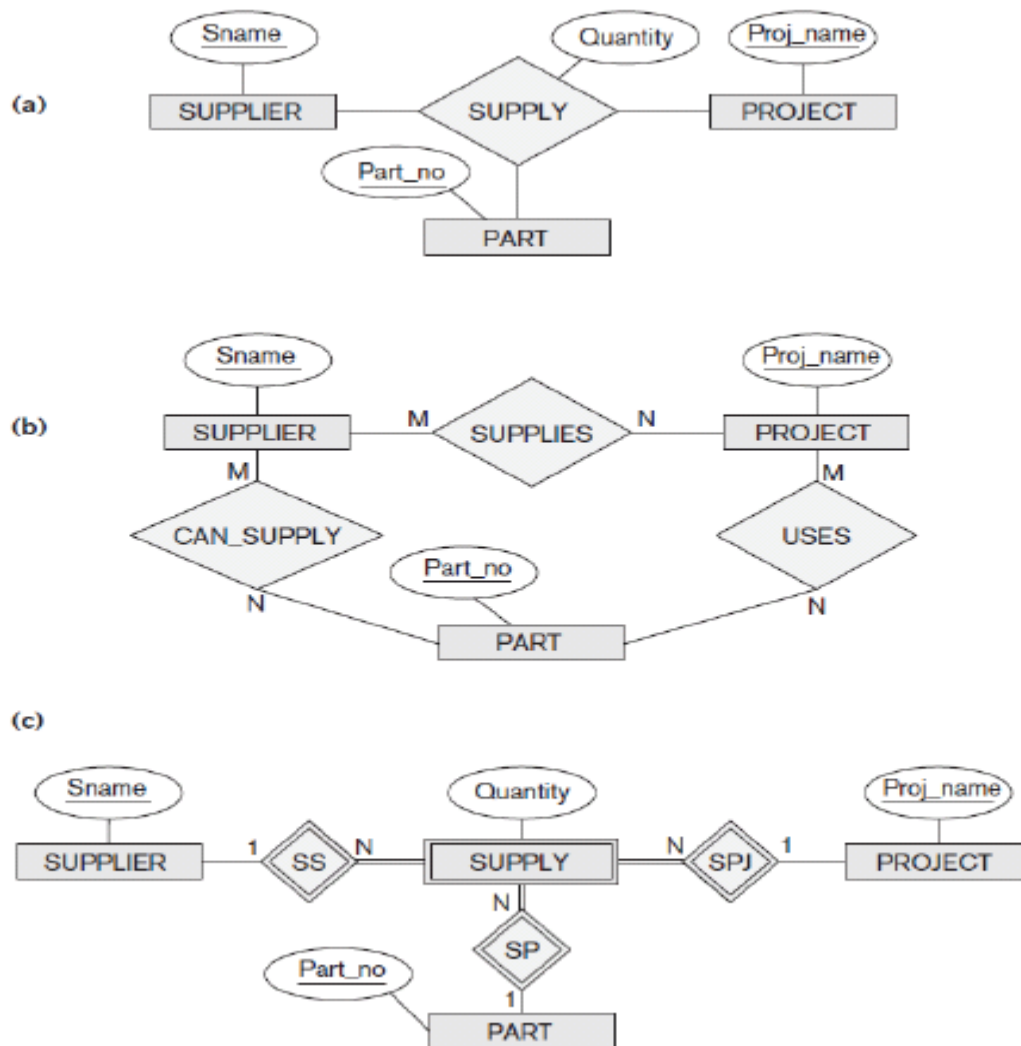 (a)
Sname
Quantity
Proj_name
SUPPLIER
SUPPLY
PROJECT
Part_no
PART
(b)
Sname
Proj_name
SUPPLIER
M
SUPPLIES
N
PROJECT
M
M
CAN_SUPPLY
USES
Part_no
N
N
PART
(c)
Sname
Quantity
Proj_name
SUPPLIER
1
SS
N
SUPPLY
N
SPJ
1
PROJECT
N
SP
Part_no
1
PART